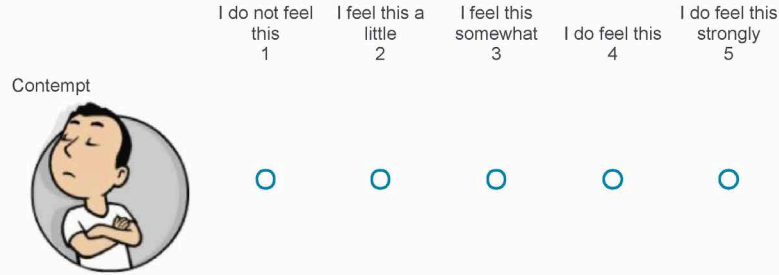 I do not feel this 1
I feel this a little 2
I feel this somewhat 3
I do feel this 4
I do feel this strongly 5
Contempt